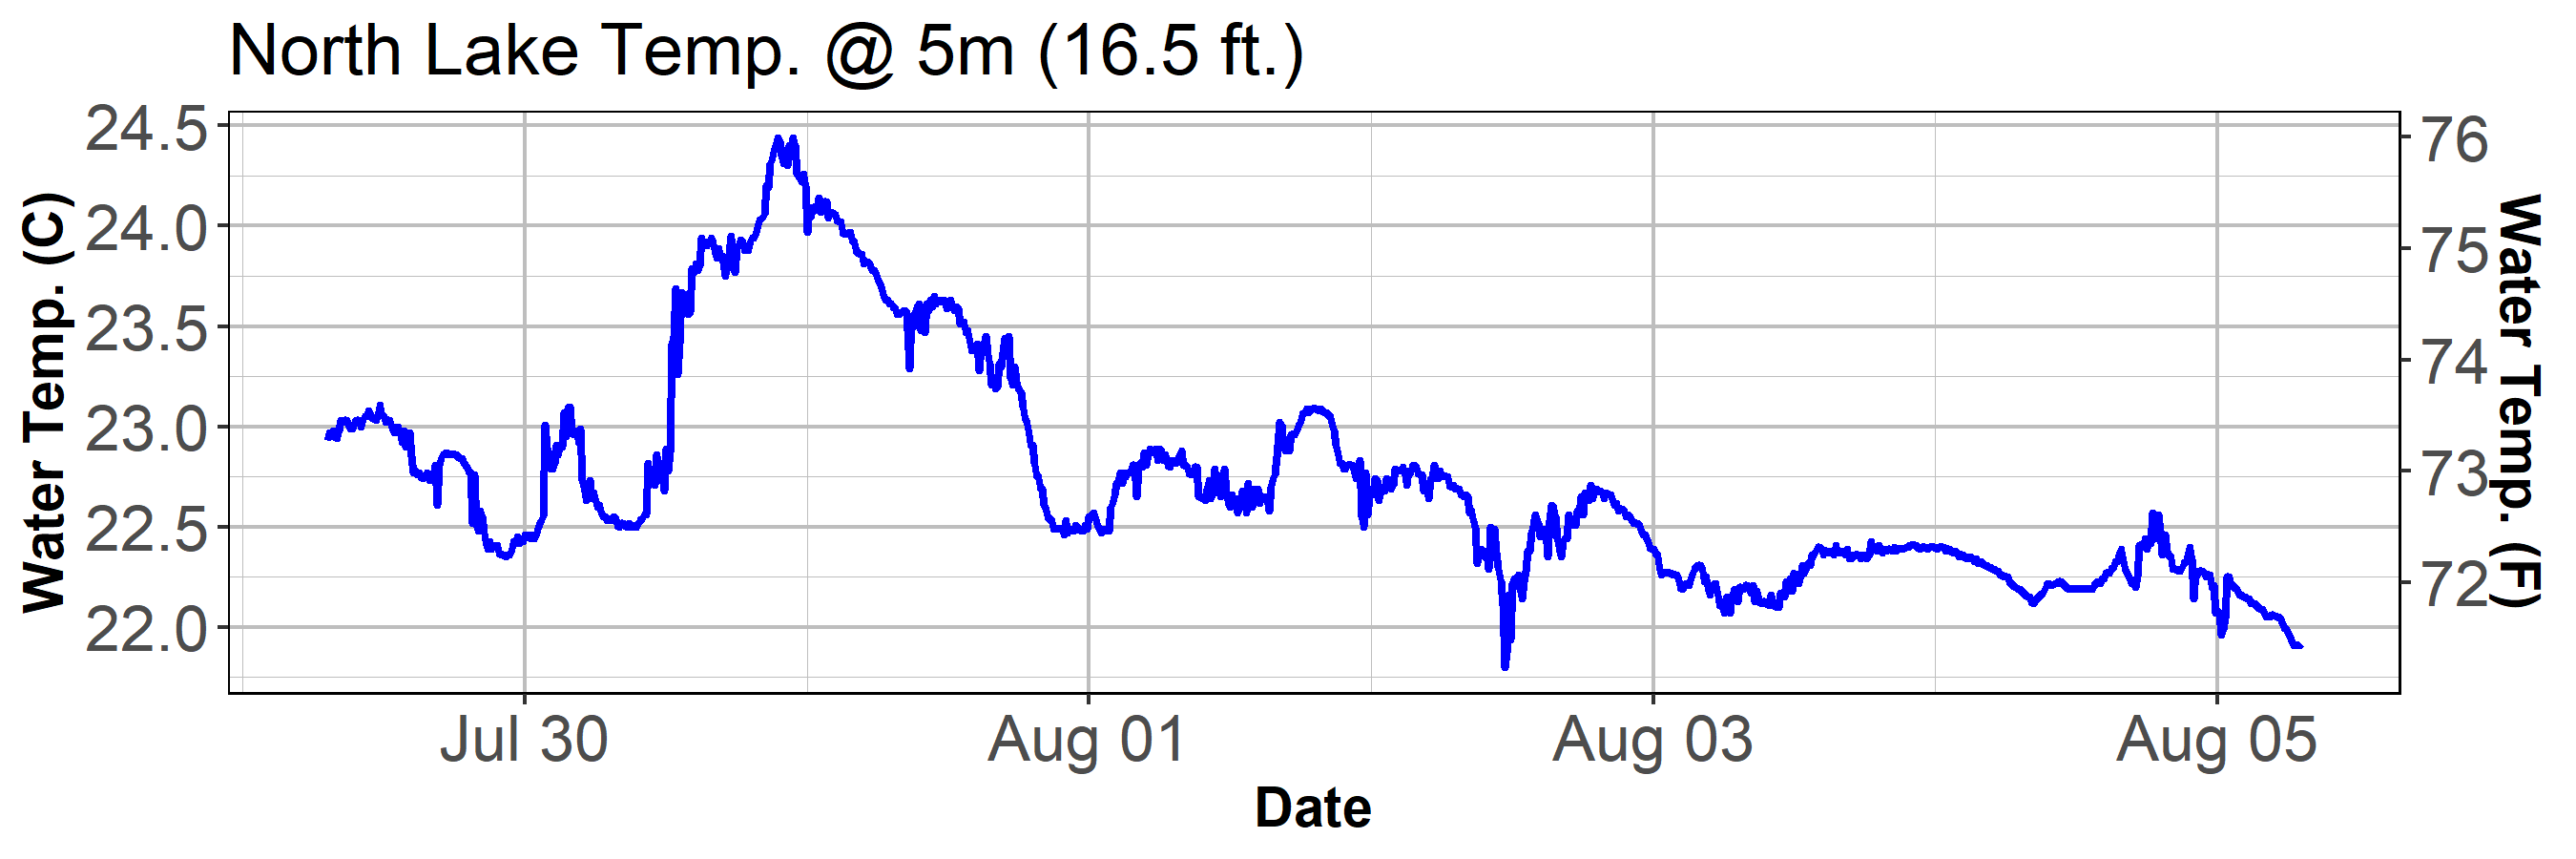 North Lake Temp. @ 5m (16.5 ft.)
Water Temp. (C)
24.5
24.0
23.5
23.0
22.5
22.0
76
75
74
73
72
Water Temp. (F)
Jul 30 Aug 01 Aug 03 Aug 05
Date